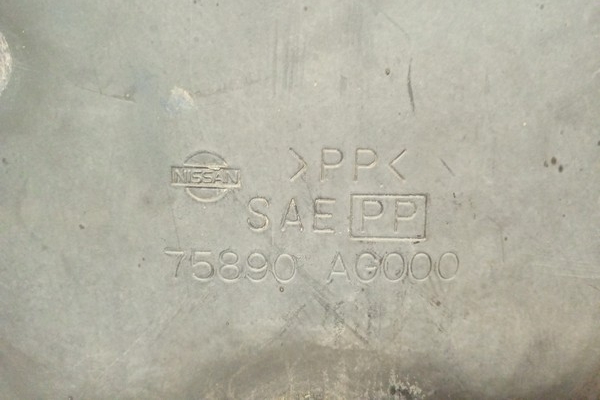 NISSAN >PP<
SAE PP
75890 AG000